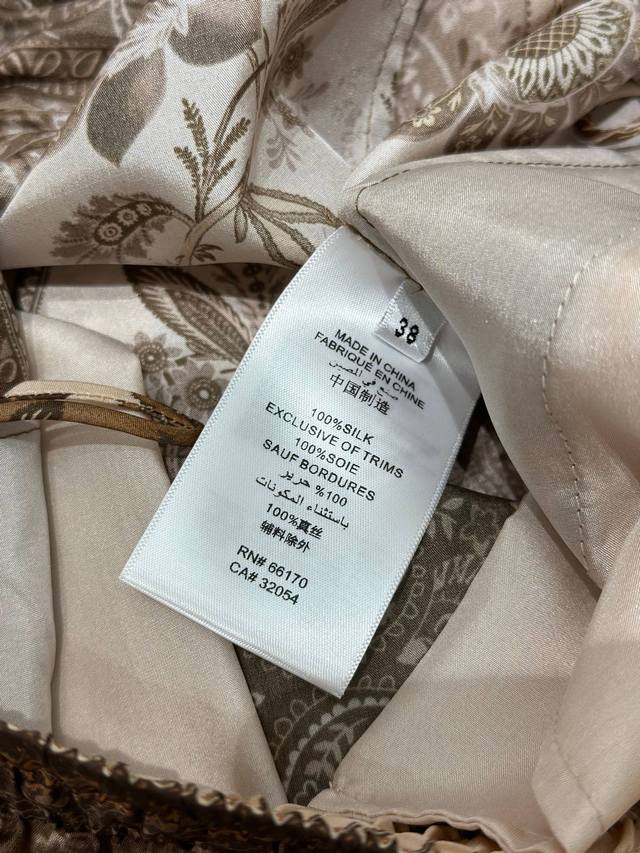 38
MADE IN CHINA
FABRIQUÉ EN CHINE
صنع في الصين
中国制造
100%SILK
EXCLUSIVE OF TRIMS
100%SOIE
SAUF BORDURES
100% حرير
باستثناء المكونات
100%真丝
辅料除外
RN# 66170
CA# 32054